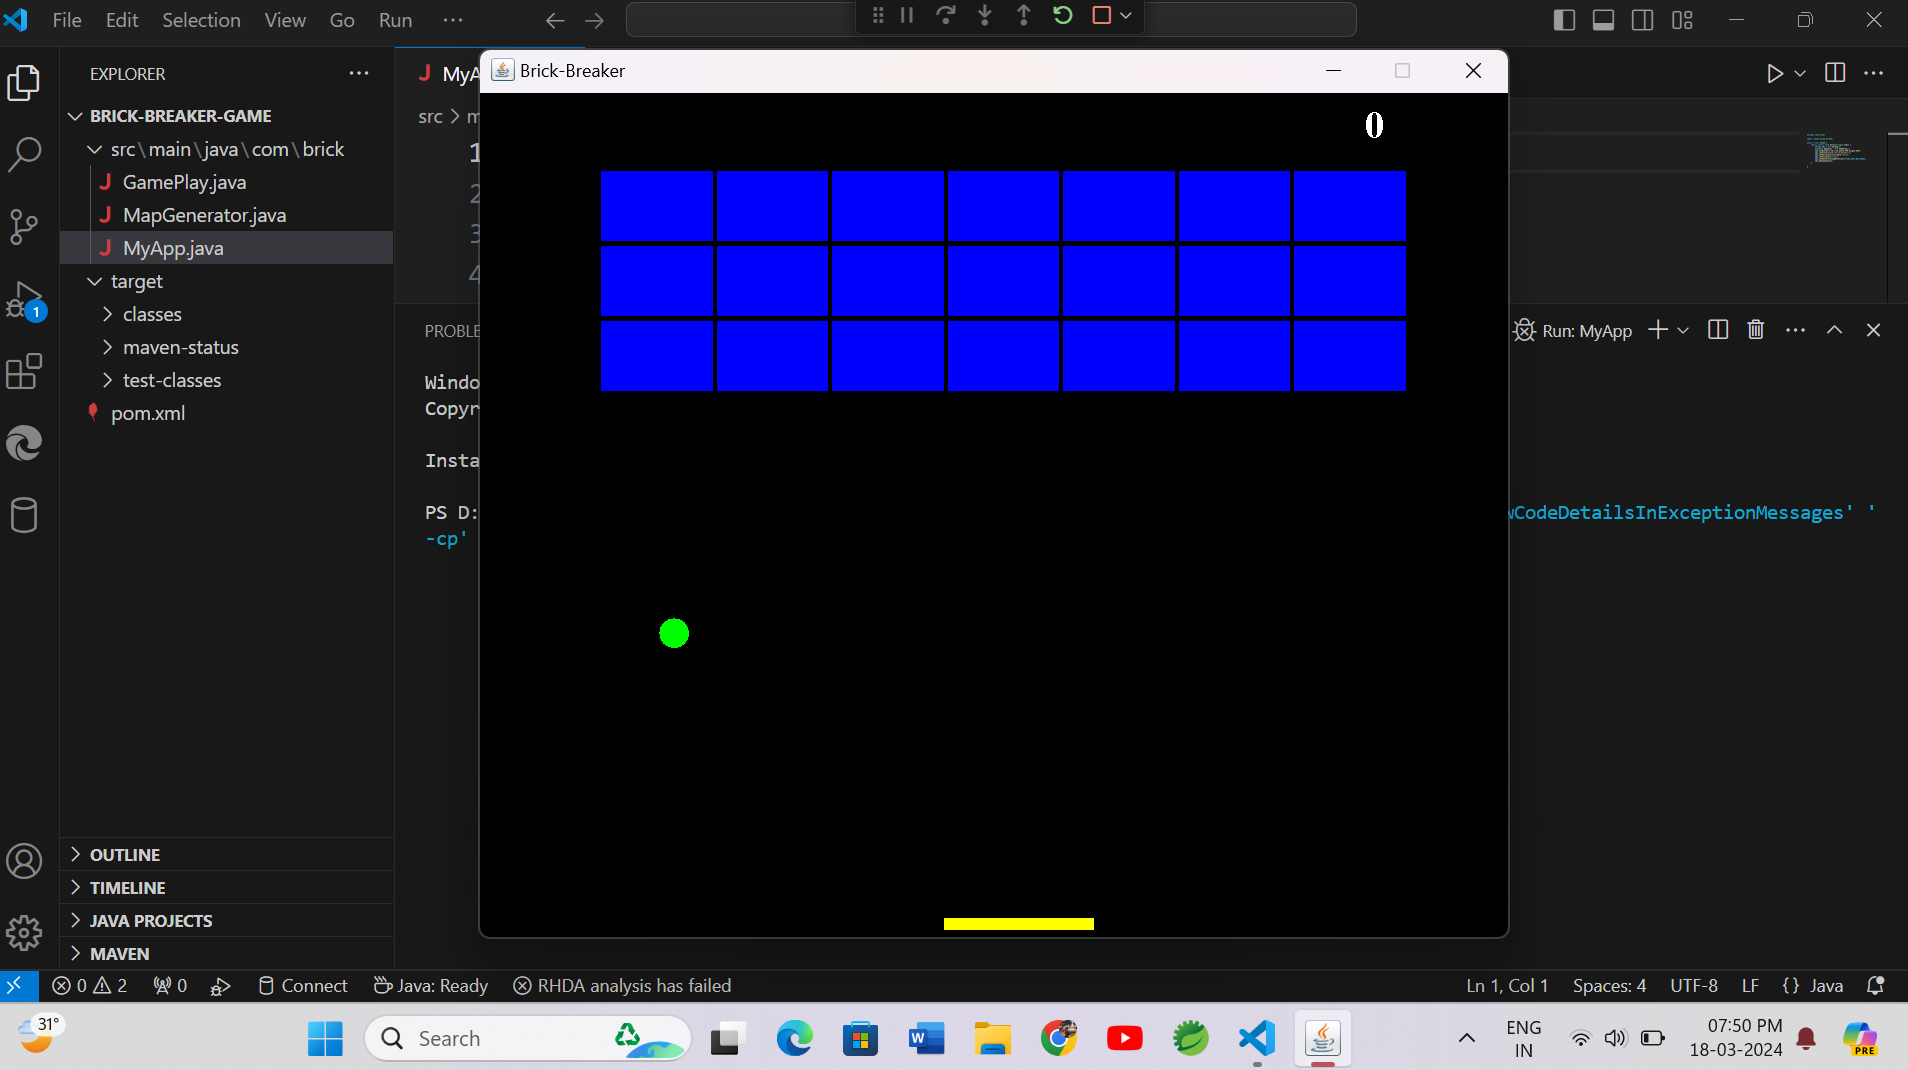 File Edit Selection View Go Run ···
EXPLORER ···
BRICK-BREAKER-GAME
src\main\java\com\brick
J GamePlay.java
J MapGenerator.java
J MyApp.java
target
classes
maven-status
test-classes
pom.xml
OUTLINE
TIMELINE
JAVA PROJECTS
MAVEN
1
J MyA
src > m
1
2
3
4
Brick-Breaker
0
PROBLE
Run: MyApp
Windo
Copyr
Insta
PS D:
wCodeDetailsInExceptionMessages' '
-cp'
0 2 0 Connect Java: Ready RHDA analysis has failed
Ln 1, Col 1 Spaces: 4 UTF-8 LF {} Java
31°
Search
W
ENG
IN
07:50 PM
18-03-2024
PRE